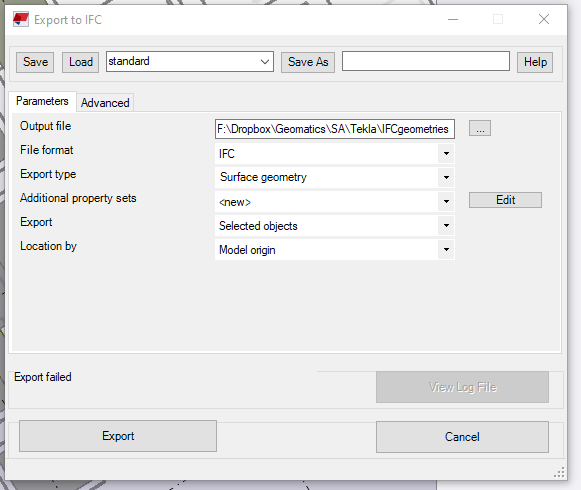 Export to IFC
Save Load standard Save As Help
Parameters Advanced
Output file F:\Dropbox\Geomatics\SA\Tekla\IFCgeometries ...
File format IFC
Export type Surface geometry
Additional property sets <new> Edit
Export Selected objects
Location by Model origin
Export failed
View Log File
Export Cancel